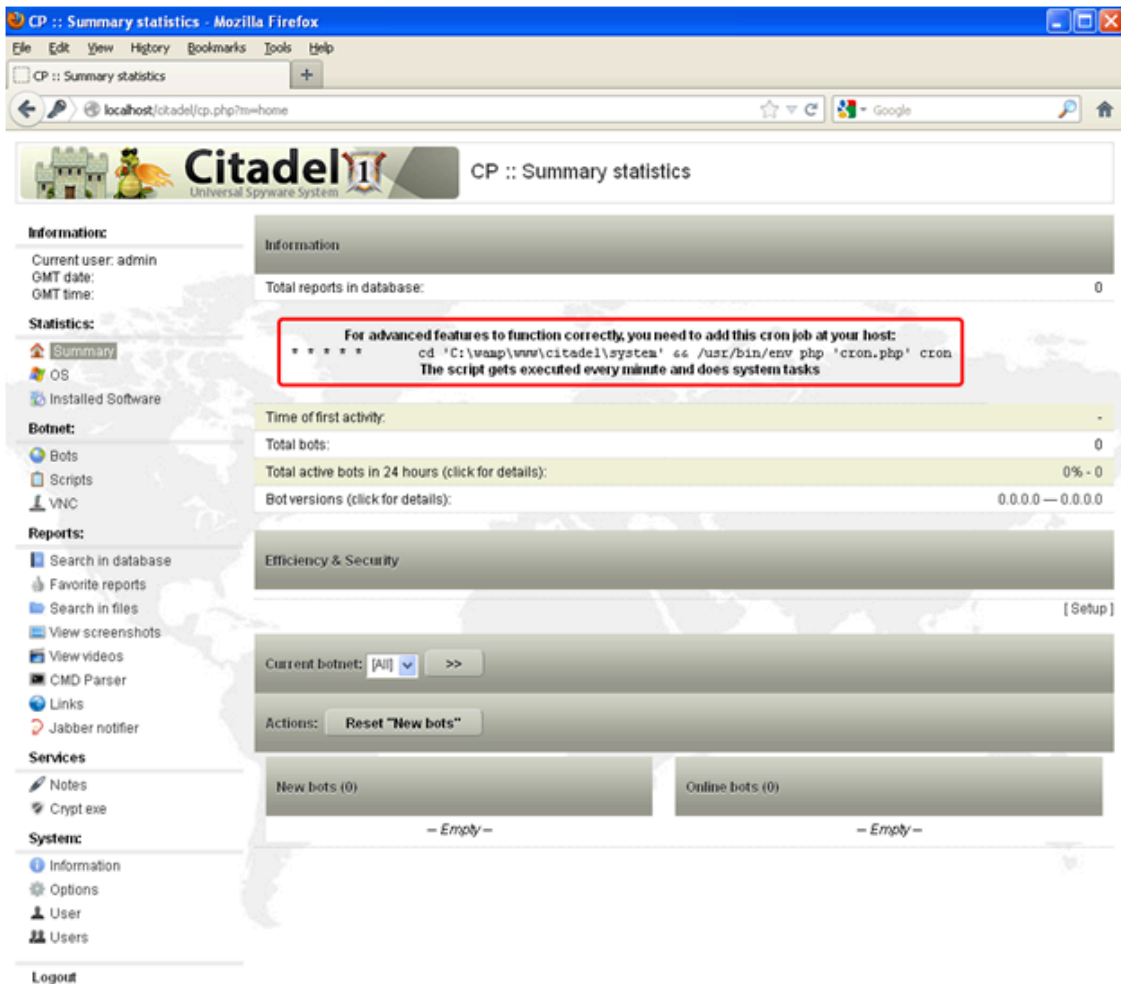 CP :: Summary statistics - Mozilla Firefox
File Edit View History Bookmarks Tools Help
CP :: Summary statistics +
localhost/citadel/cp.php?m=home Google
Citadel 1
Universal Spyware System
CP :: Summary statistics
Information:
Current user: admin
GMT date:
GMT time:
Statistics:
Summary
OS
Installed Software
Botnet:
Bots
Scripts
VNC
Reports:
Search in database
Favorite reports
Search in files
View screenshots
View videos
CMD Parser
Links
Jabber notifier
Services
Notes
Crypt exe
System:
Information
Options
User
Users
Logout
Information
Total reports in database: 0
For advanced features to function correctly, you need to add this cron job at your host:
* * * * * cd 'C:\wamp\www\citadel\system' && /usr/bin/env php 'cron.php' cron
The script gets executed every minute and does system tasks
Time of first activity: -
Total bots: 0
Total active bots in 24 hours (click for details): 0% - 0
Bot versions (click for details): 0.0.0.0 — 0.0.0.0
Efficiency & Security
[ Setup ]
Current botnet: [All] >>
Actions: Reset "New bots"
New bots (0)
– Empty –
Online bots (0)
– Empty –